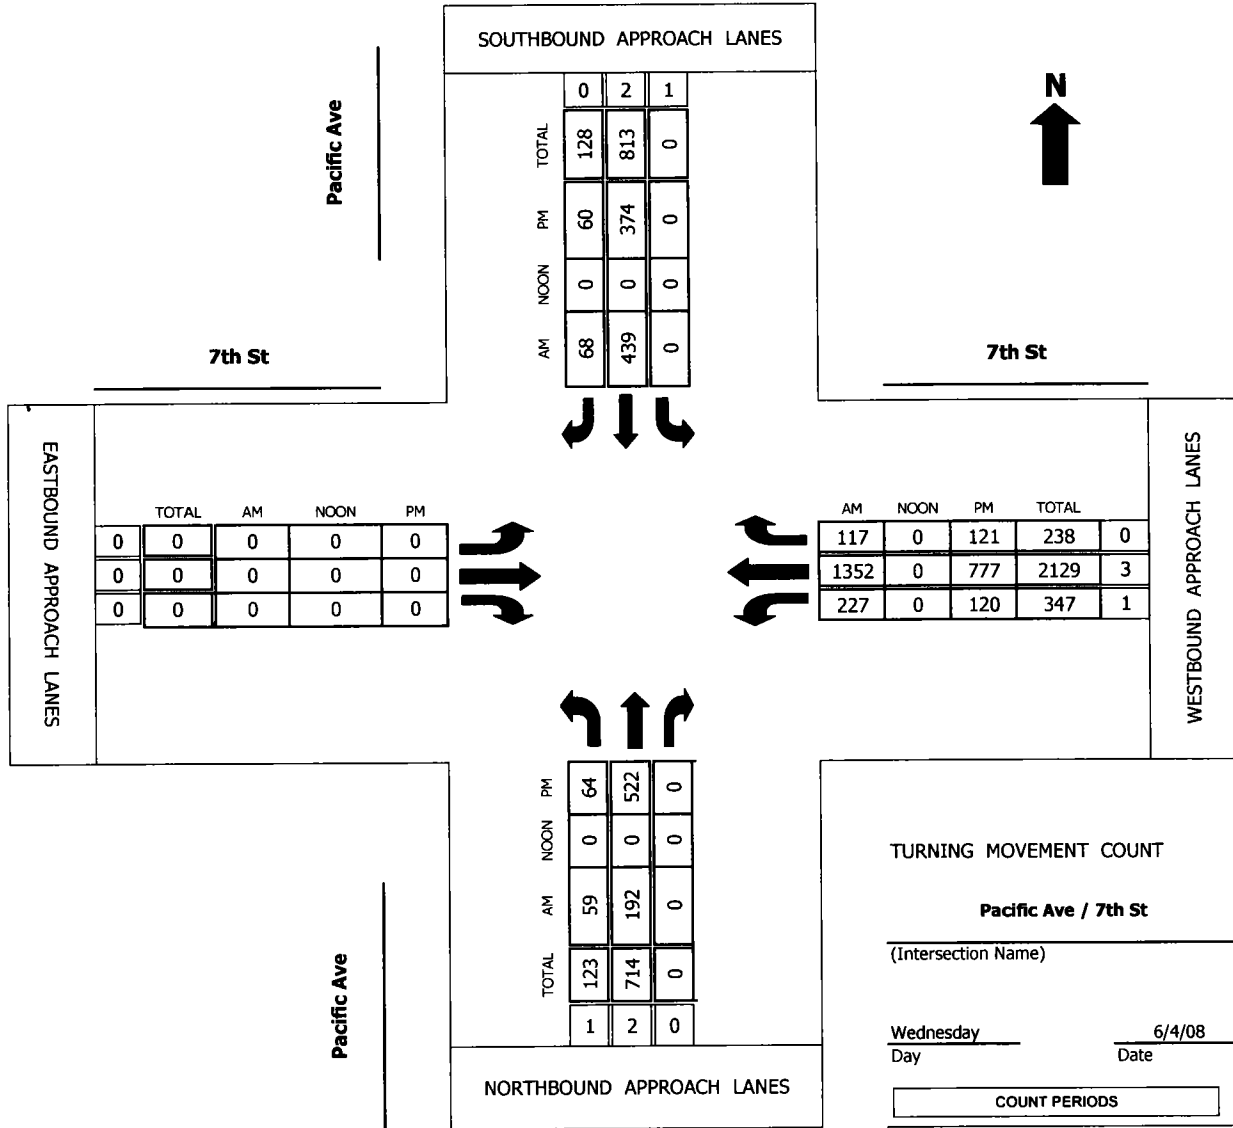 SOUTHBOUND APPROACH LANES
0 2 1
TOTAL 128 813 0
PM 60 374 0
NOON 0 0 0
AM 68 439 0
Pacific Ave
N
7th St
7th St
EASTBOUND APPROACH LANES
TOTAL AM NOON PM
0 0 0 0 0
0 0 0 0 0
0 0 0 0 0
AM NOON PM TOTAL
117 0 121 238 0
1352 0 777 2129 3
227 0 120 347 1
WESTBOUND APPROACH LANES
PM 64 522 0
NOON 0 0 0
AM 59 192 0
TOTAL 123 714 0
1 2 0
NORTHBOUND APPROACH LANES
Pacific Ave
TURNING MOVEMENT COUNT
Pacific Ave / 7th St
(Intersection Name)
Wednesday 6/4/08
Day Date
COUNT PERIODS